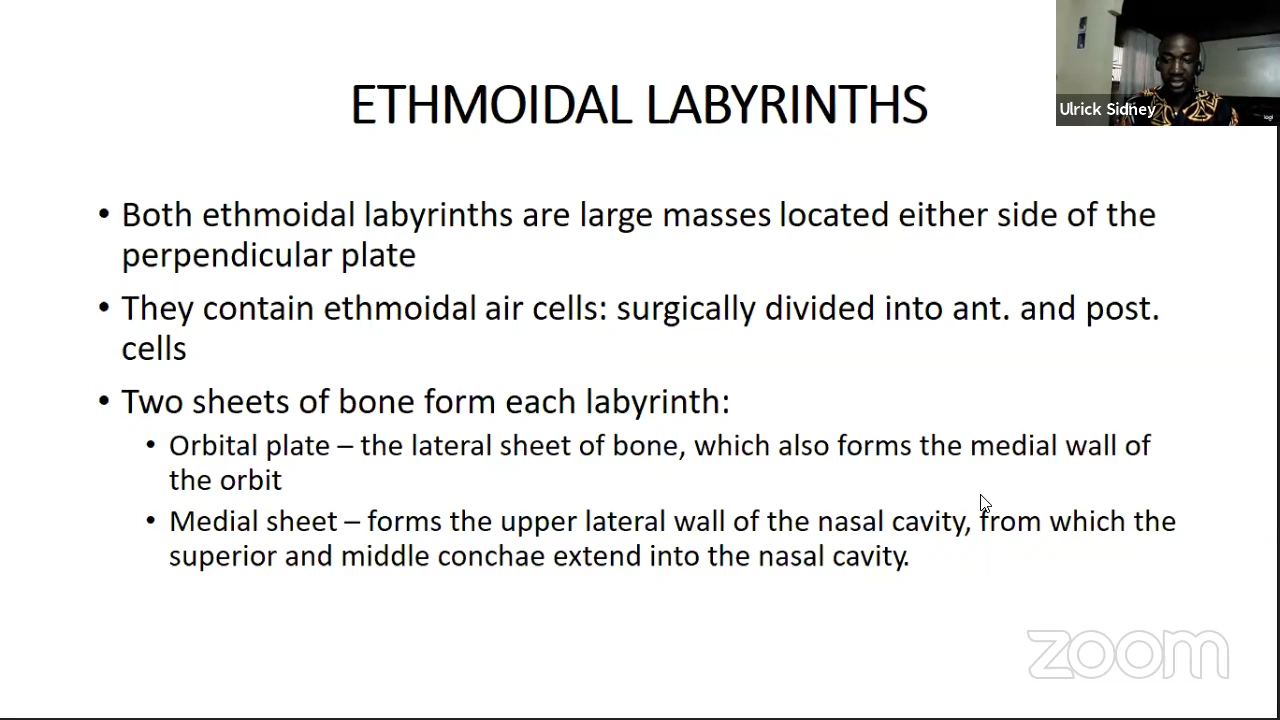 ETHMOIDAL LABYRINTHS
Ulrick Sidney
• Both ethmoidal labyrinths are large masses located either side of the
perpendicular plate
• They contain ethmoidal air cells: surgically divided into ant. and post.
cells
• Two sheets of bone form each labyrinth:
• Orbital plate – the lateral sheet of bone, which also forms the medial wall of
the orbit
• Medial sheet – forms the upper lateral wall of the nasal cavity, from which the
superior and middle conchae extend into the nasal cavity.
zoom